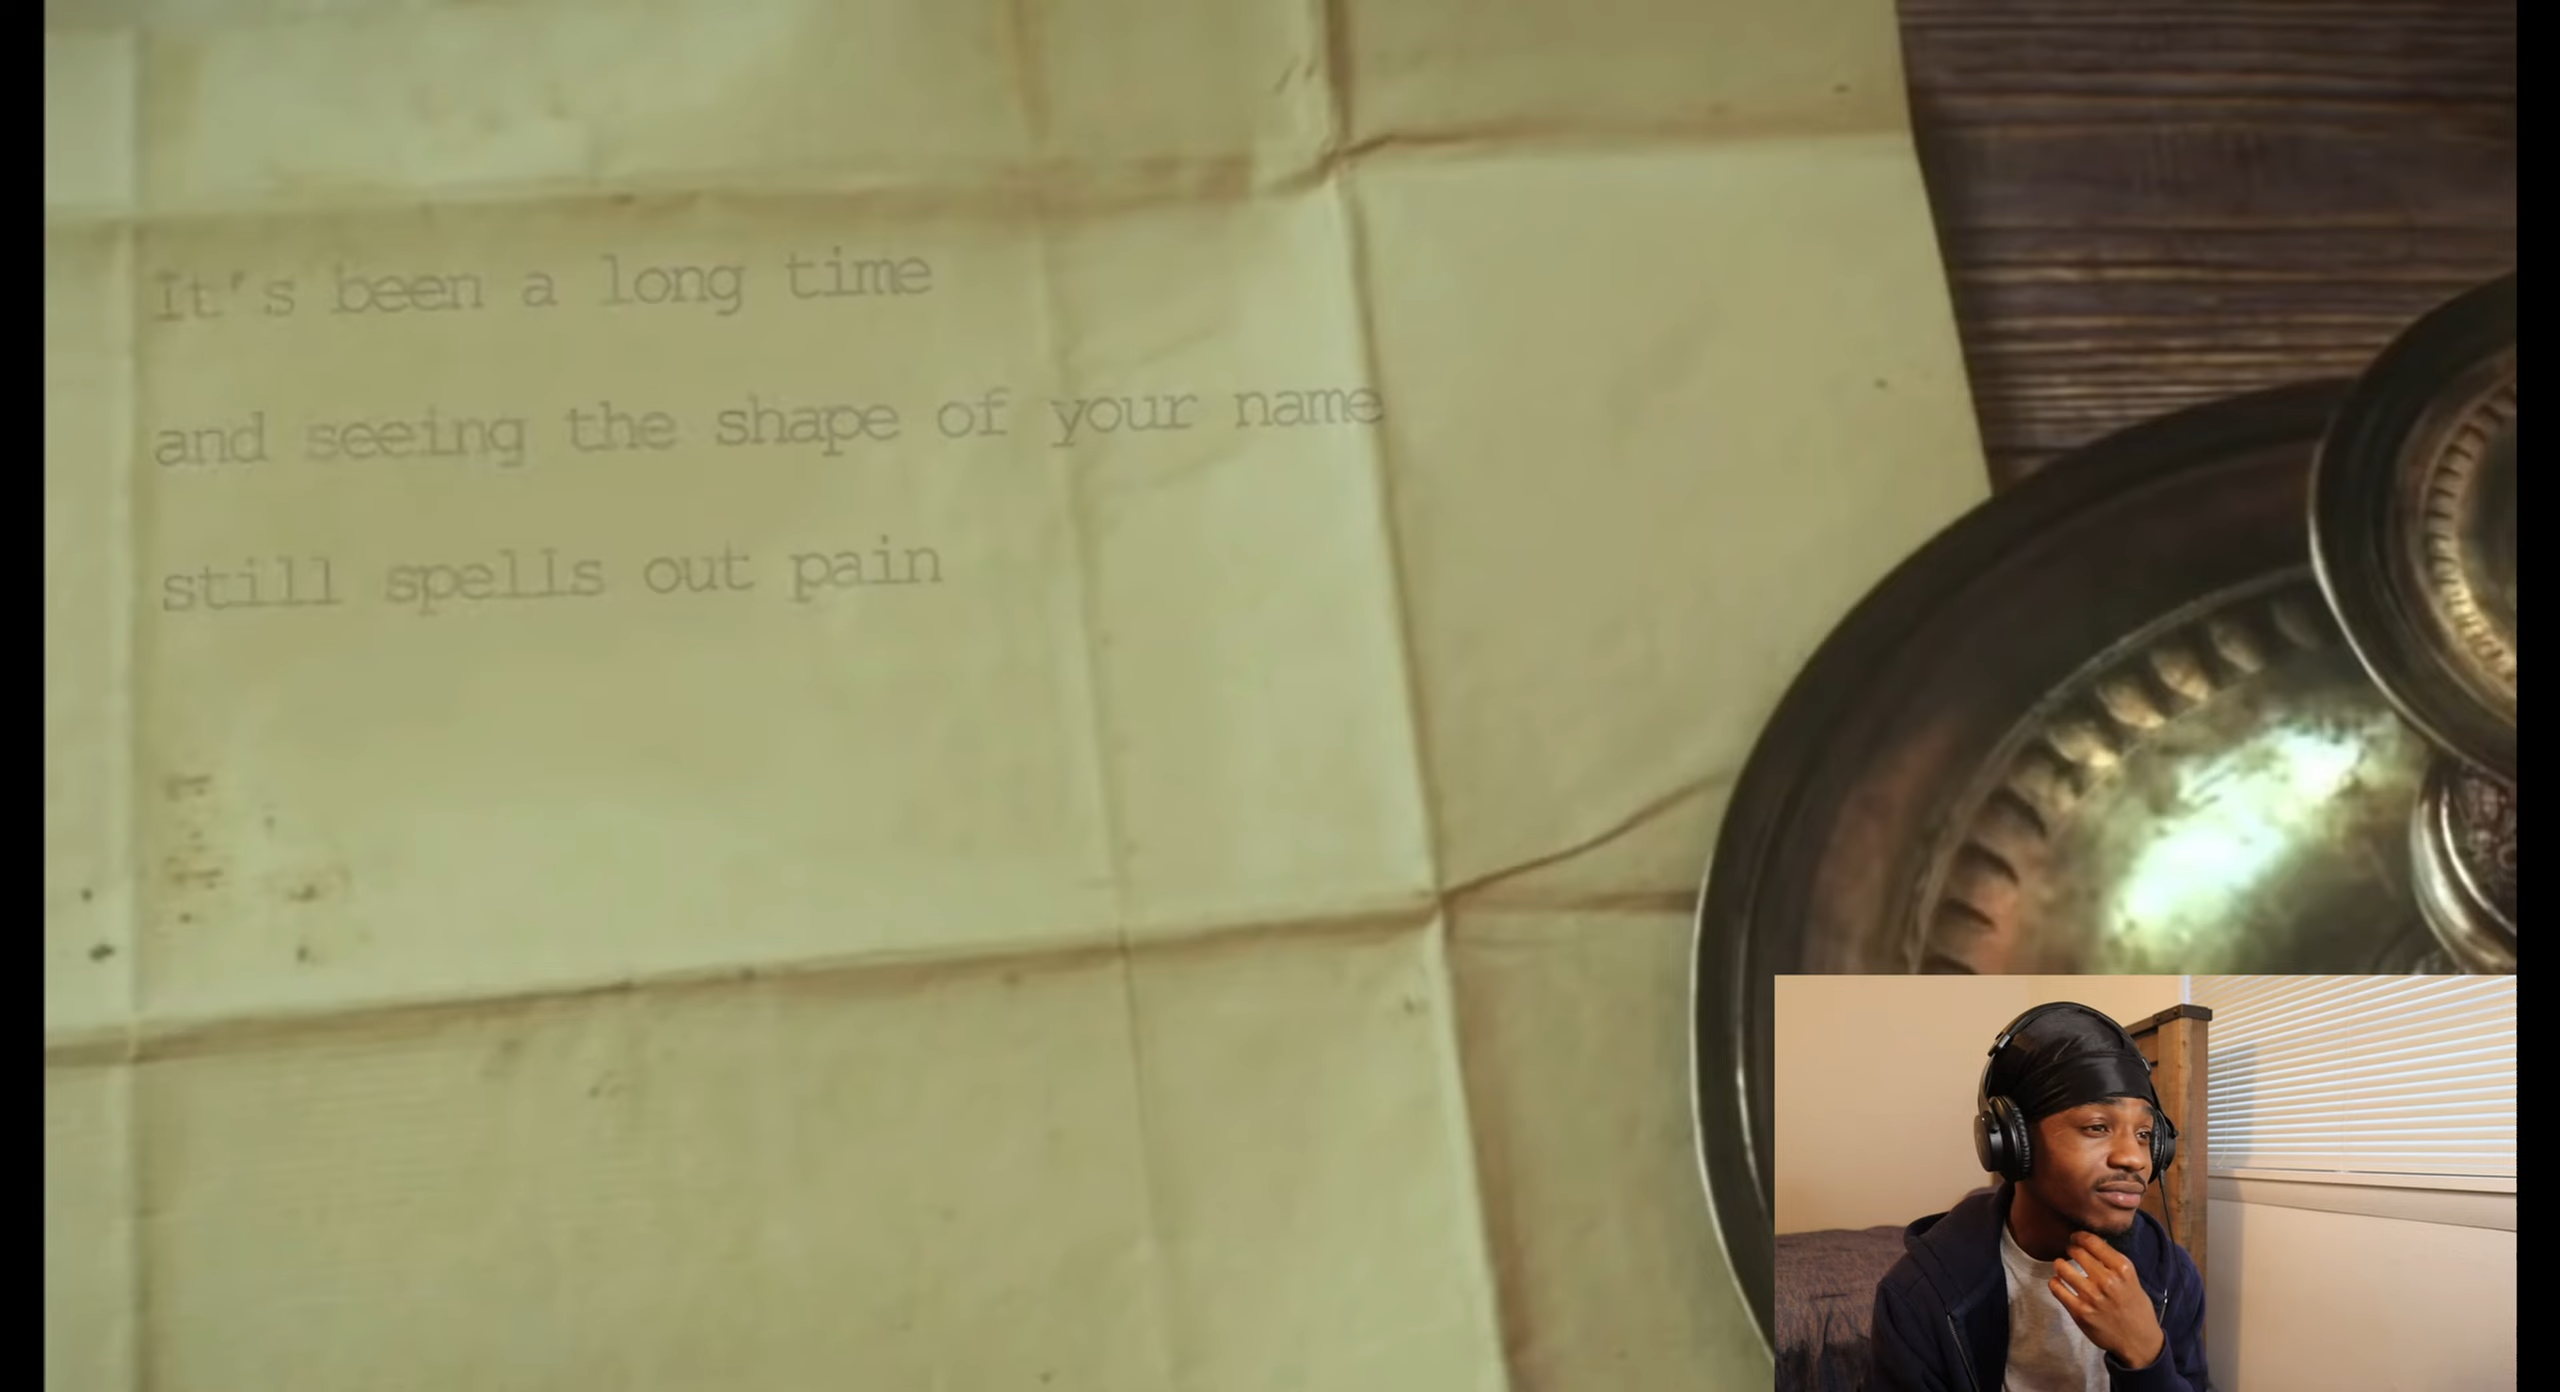 It's been a long time
and seeing the shape of your name
still spells out pain